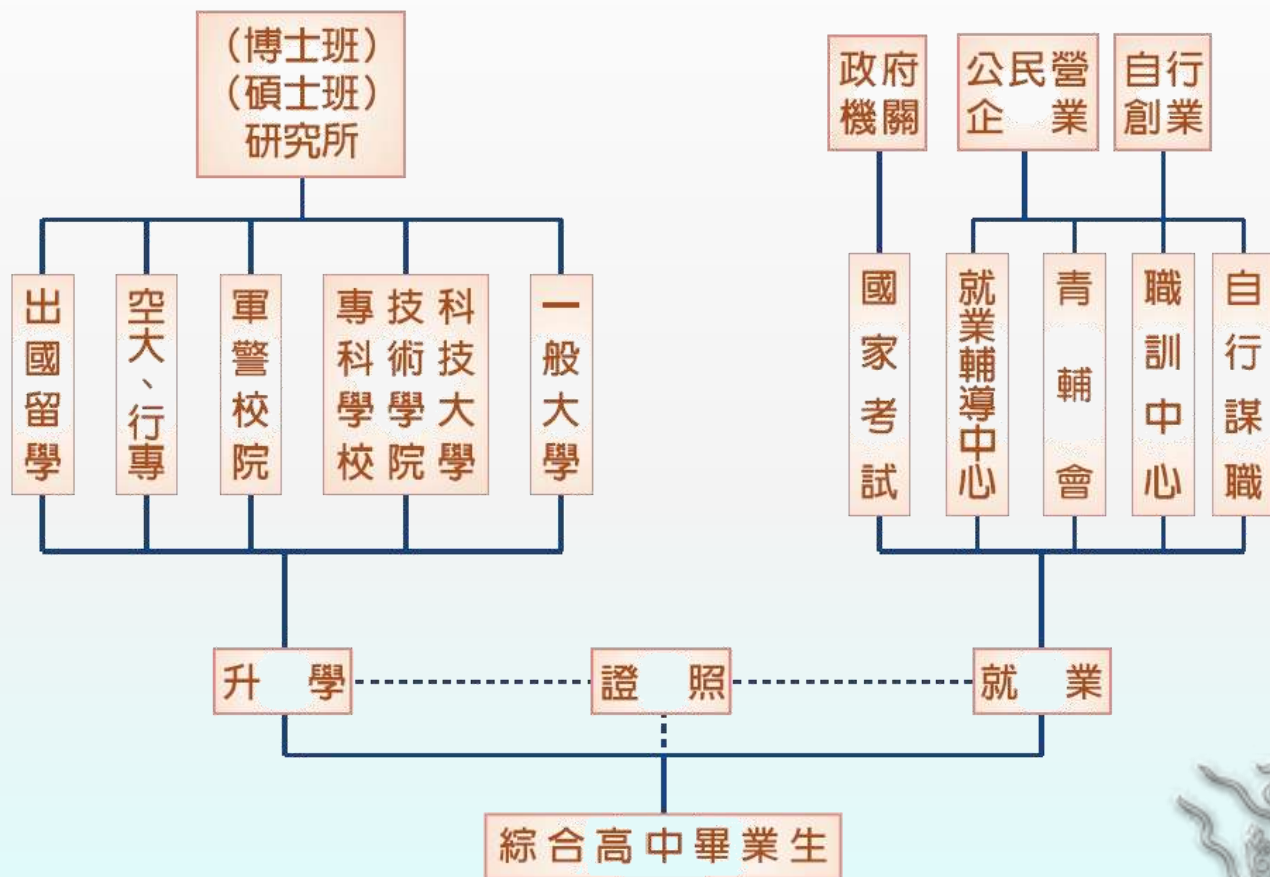 （博士班）
（碩士班）
研究所
政府
機關
公民營
企業
自行
創業
出國留學
空大、行專
軍警校院
科技大學
技術學院
專科學校
一般大學
國家考試
就業輔導中心
青輔會
職訓中心
自行謀職
升學
證照
就業
綜合高中畢業生